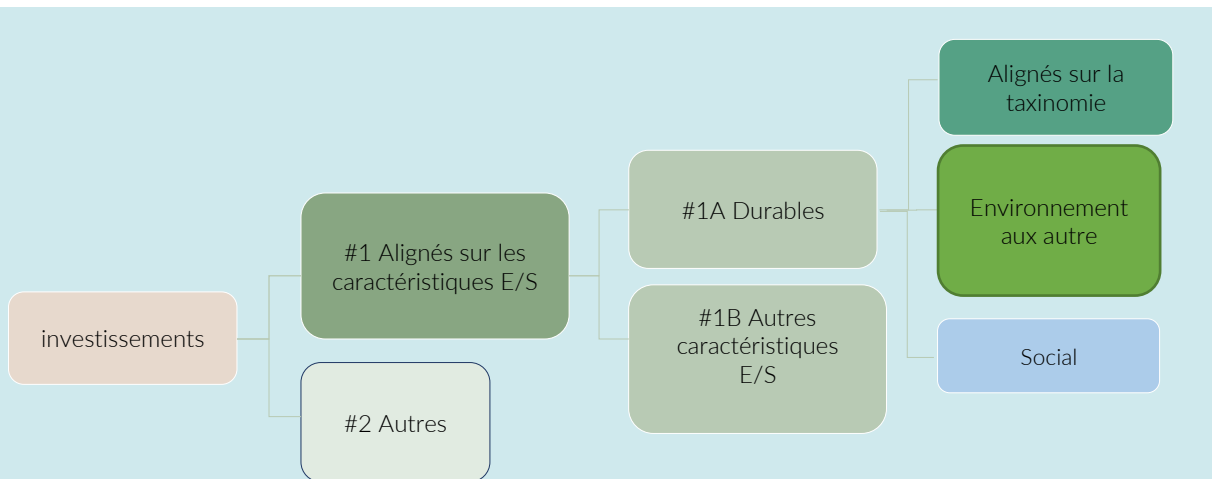 investissements
#1 Alignés sur les
caractéristiques E/S
#2 Autres
#1A Durables
#1B Autres
caractéristiques
E/S
Alignés sur la
taxinomie
Environnement
aux autre
Social